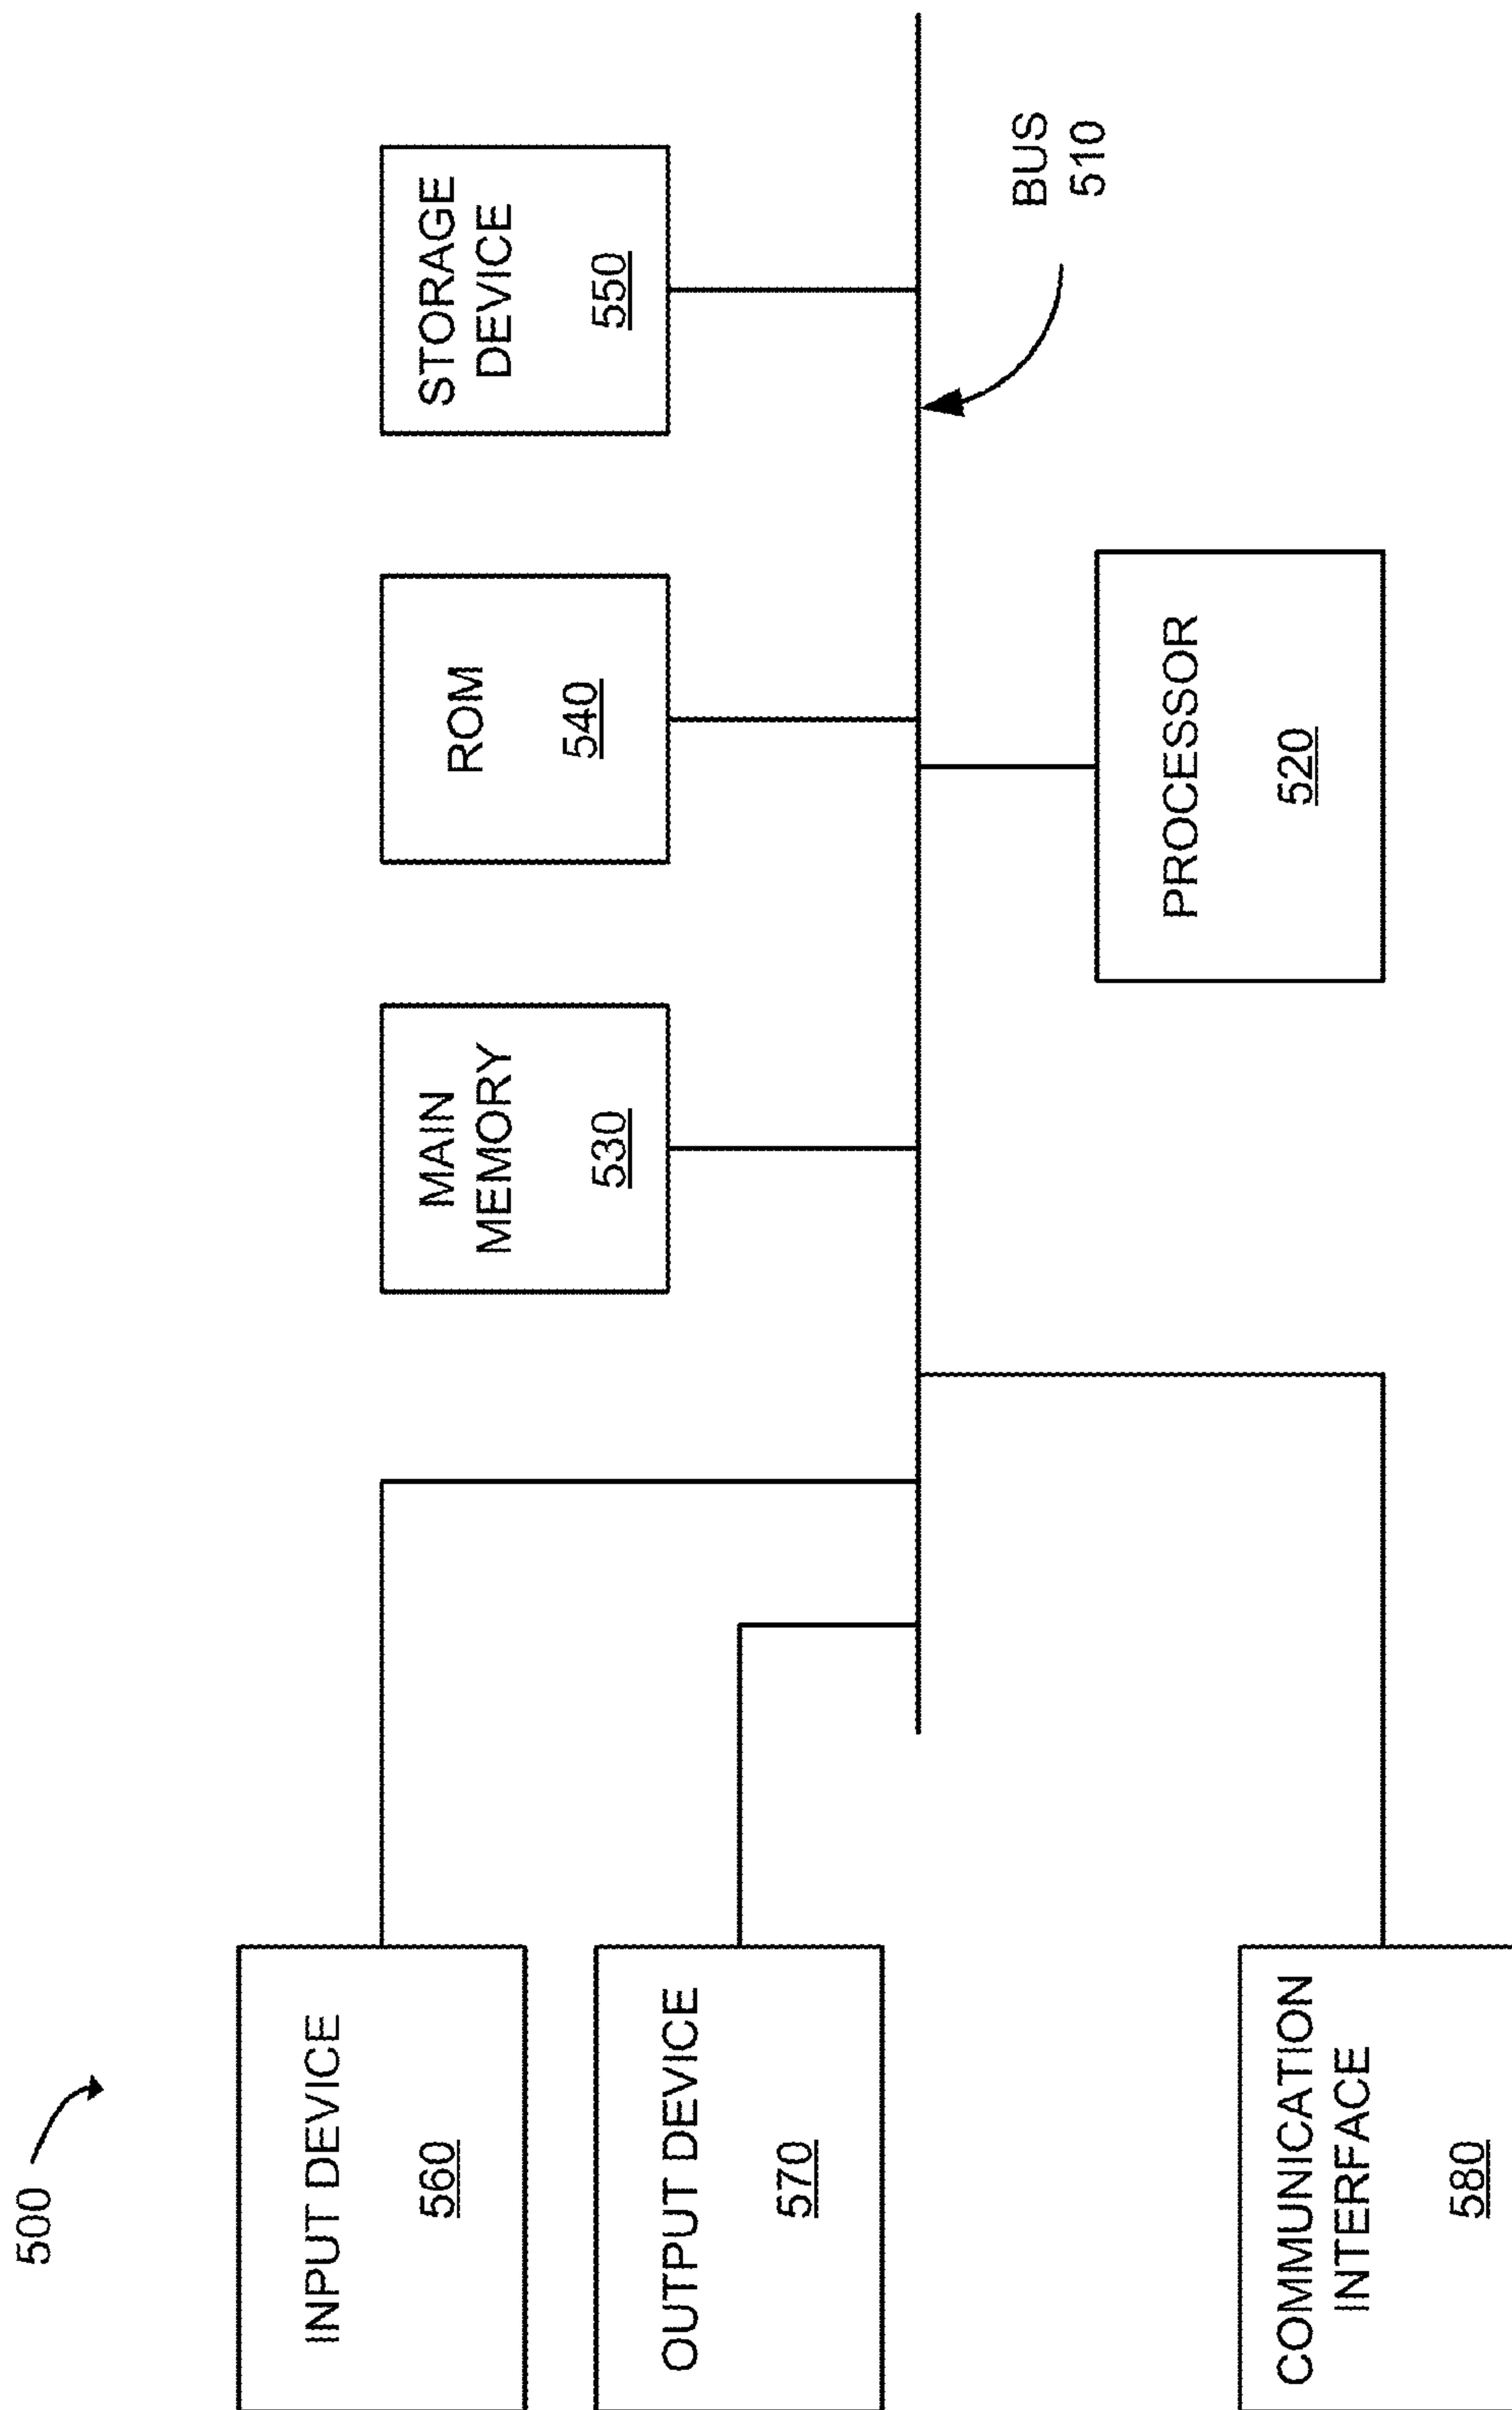 500
INPUT DEVICE
560
OUTPUT DEVICE
570
COMMUNICATION
INTERFACE
580
MAIN
MEMORY
530
ROM
540
STORAGE
DEVICE
550
PROCESSOR
520
BUS
510